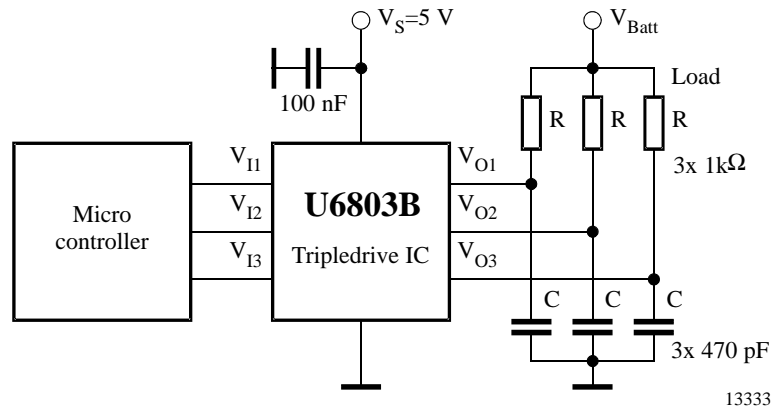 V_S=5 V
V_Batt
100 nF
Load
R R R
3x 1kΩ
V_I1
V_O1
U6803B
Micro
controller
V_I2
V_O2
Tripledrive IC
V_I3
V_O3
C C C
3x 470 pF
13333